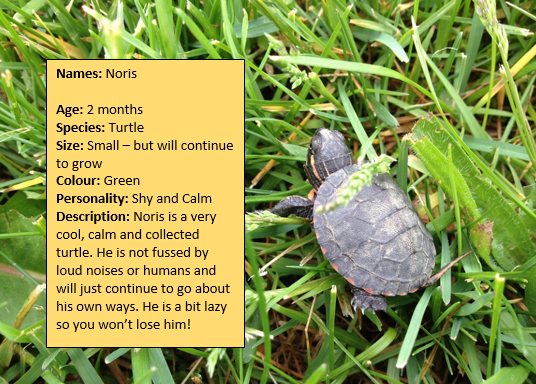 Names: Noris
Age: 2 months
Species: Turtle
Size: Small – but will continue
to grow
Colour: Green
Personality: Shy and Calm
Description: Noris is a very
cool, calm and collected
turtle. He is not fussed by
loud noises or humans and
will just continue to go about
his own ways. He is a bit lazy
so you won’t lose him!